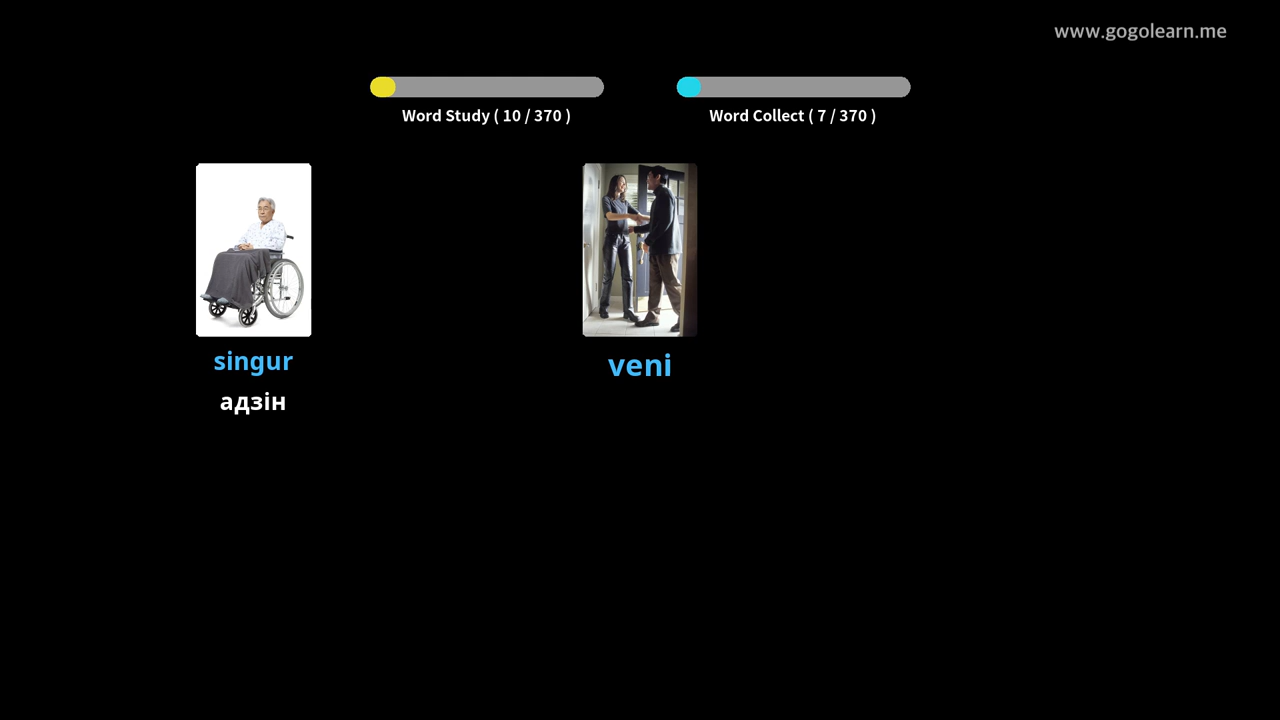 www.gogolearn.me
Word Study ( 10 / 370 )
Word Collect ( 7 / 370 )
singur
адзін
veni